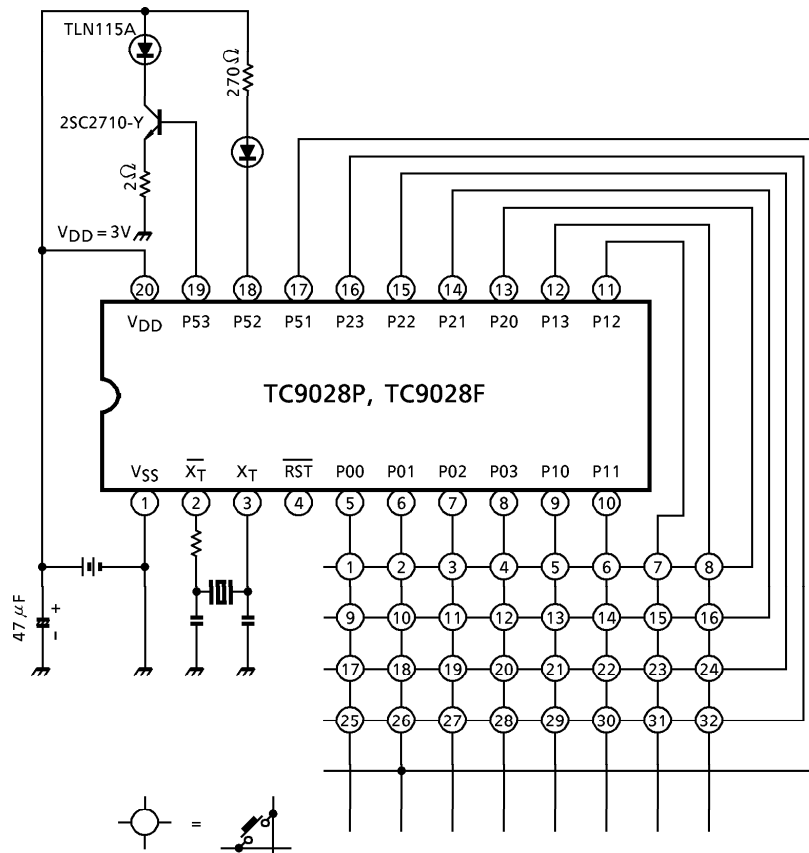 TLN115A
270Ω
2SC2710-Y
2Ω
VDD = 3V
20 19 18 17 16 15 14 13 12 11
VDD P53 P52 P51 P23 P22 P21 P20 P13 P12
TC9028P, TC9028F
VSS X̅T XT R̅S̅T̅ P00 P01 P02 P03 P10 P11
1 2 3 4 5 6 7 8 9 10
1 2 3 4 5 6 7 8
47μF + −
9 10 11 12 13 14 15 16
17 18 19 20 21 22 23 24
25 26 27 28 29 30 31 32
=